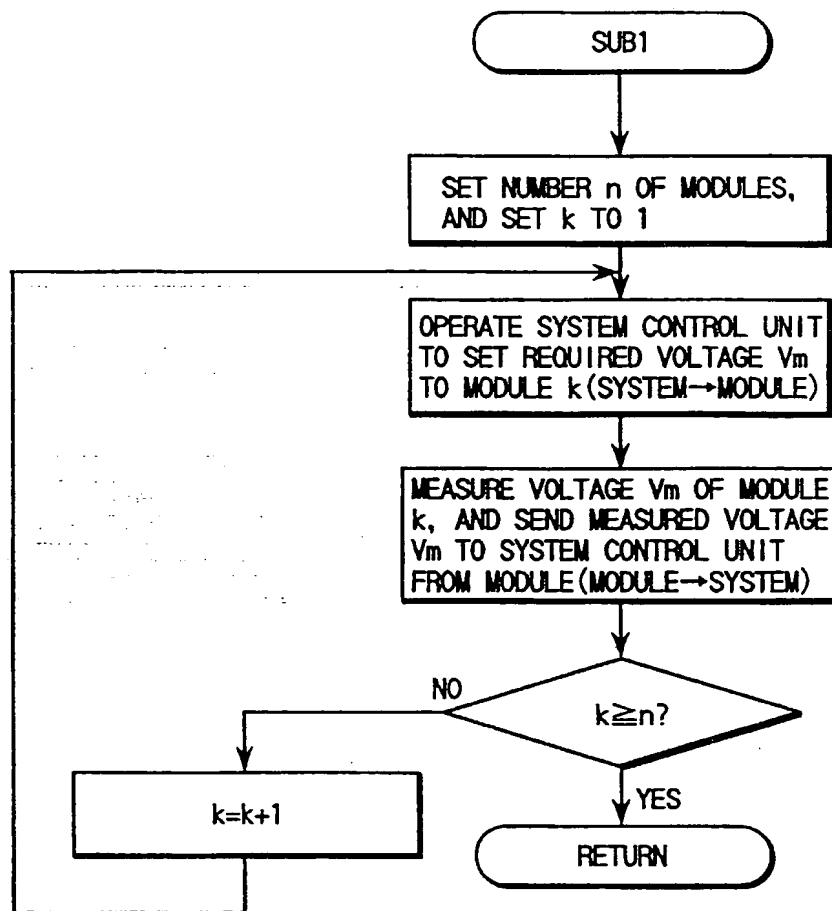 SUB1
SET NUMBER n OF MODULES,
AND SET k TO 1
OPERATE SYSTEM CONTROL UNIT
TO SET REQUIRED VOLTAGE Vm
TO MODULE k(SYSTEM→MODULE)
MEASURE VOLTAGE Vm OF MODULE
k, AND SEND MEASURED VOLTAGE
Vm TO SYSTEM CONTROL UNIT
FROM MODULE(MODULE→SYSTEM)
NO
k≧n?
k=k+1
YES
RETURN